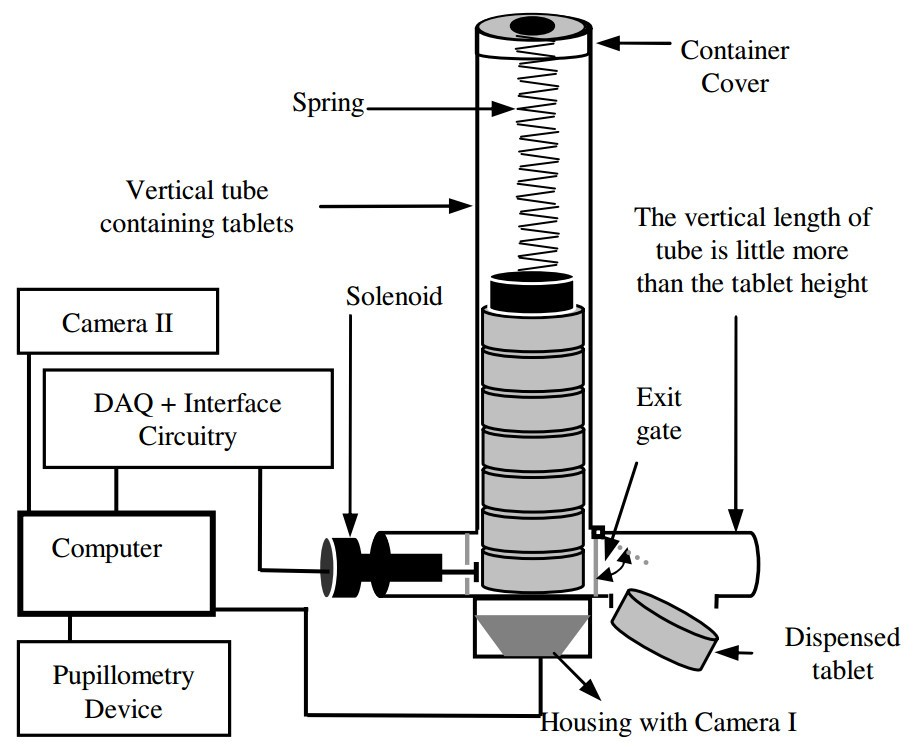 Container
Cover
Spring
Vertical tube
containing tablets
The vertical length of
tube is little more
than the tablet height
Solenoid
Camera II
DAQ + Interface
Circuitry
Exit
gate
Computer
Dispensed
tablet
Pupillometry
Device
Housing with Camera I